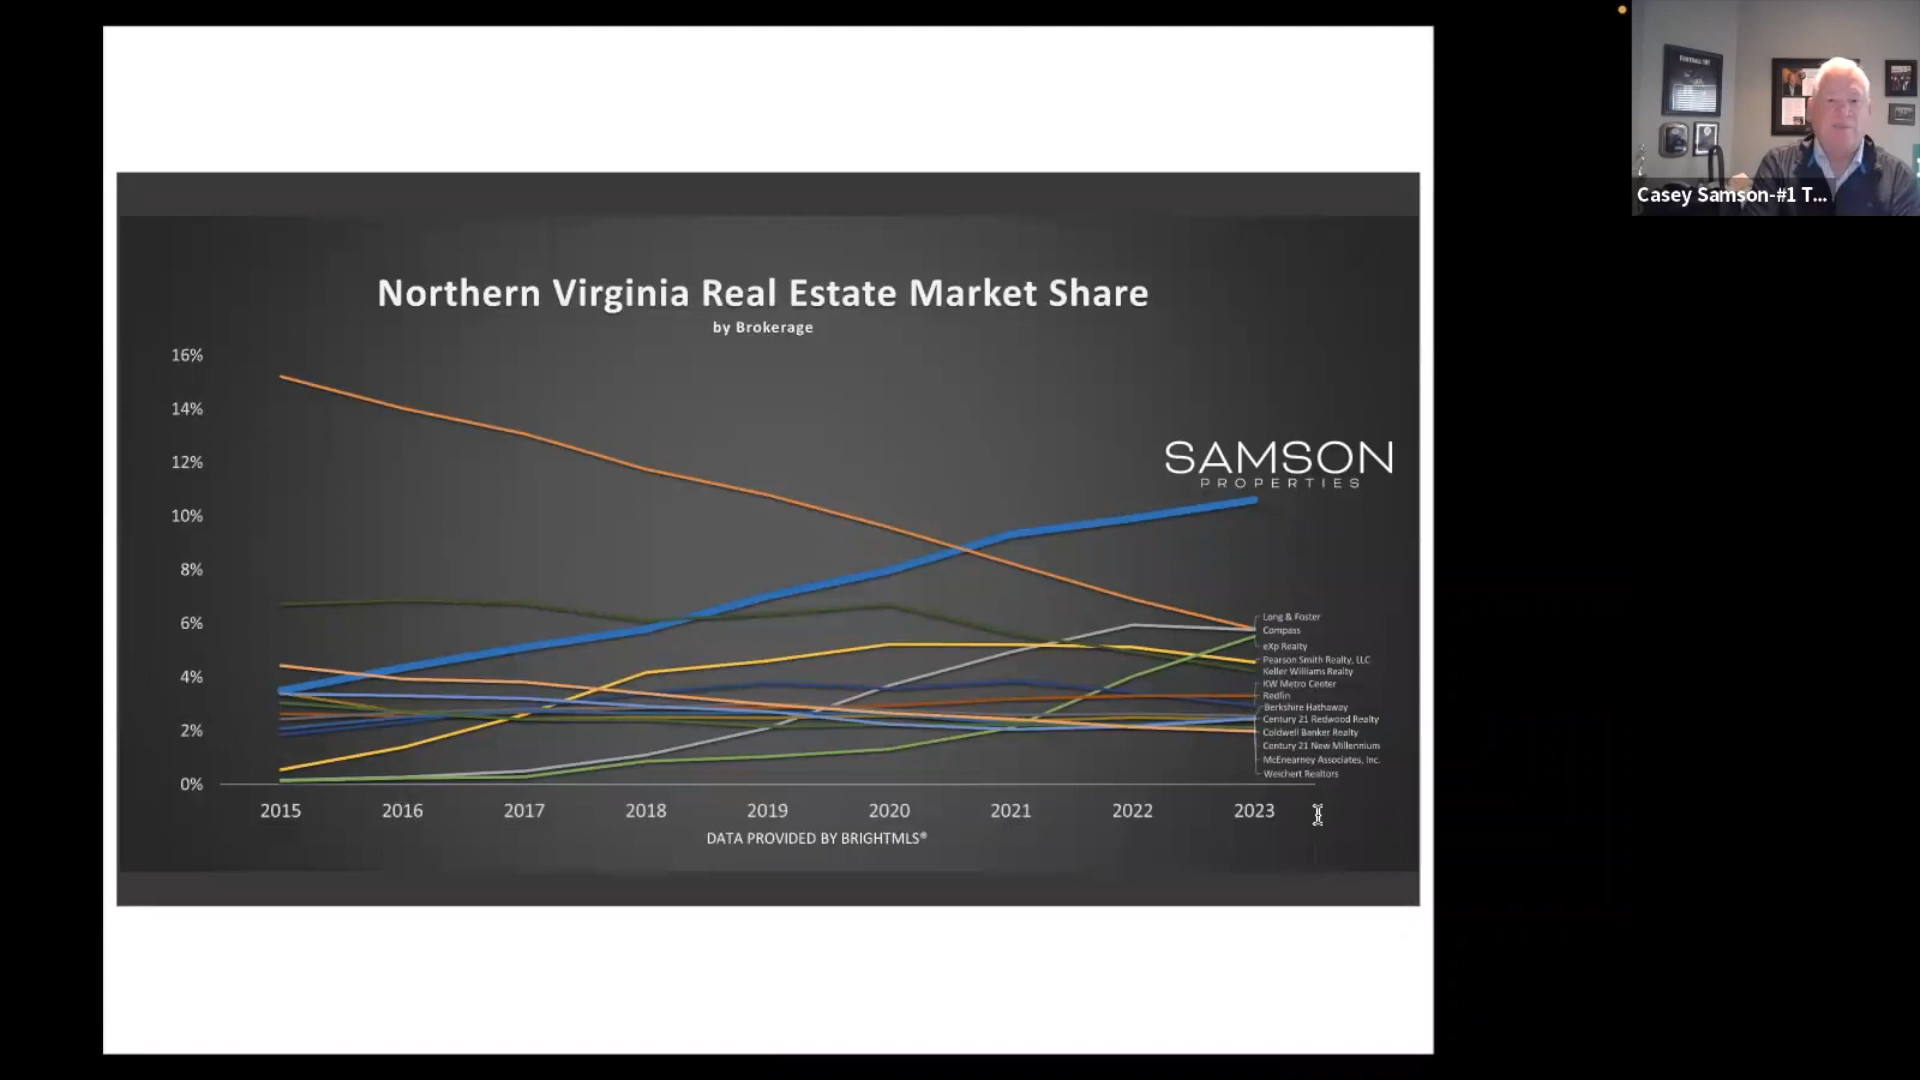 Northern Virginia Real Estate Market Share
by Brokerage
16%
14%
12%
10%
8%
6%
4%
2%
0%
SAMSON
PROPERTIES
Long & Foster
Compass
eXp Realty
Pearson Smith Realty, LLC
Keller Williams Realty
KW Metro Center
Redfin
Berkshire Hathaway
Century 21 Redwood Realty
Coldwell Banker Realty
Century 21 New Millennium
McEnearney Associates, Inc.
Weichert Realtors
2015 2016 2017 2018 2019 2020 2021 2022 2023
DATA PROVIDED BY BRIGHTMLS®
Casey Samson-#1 T...